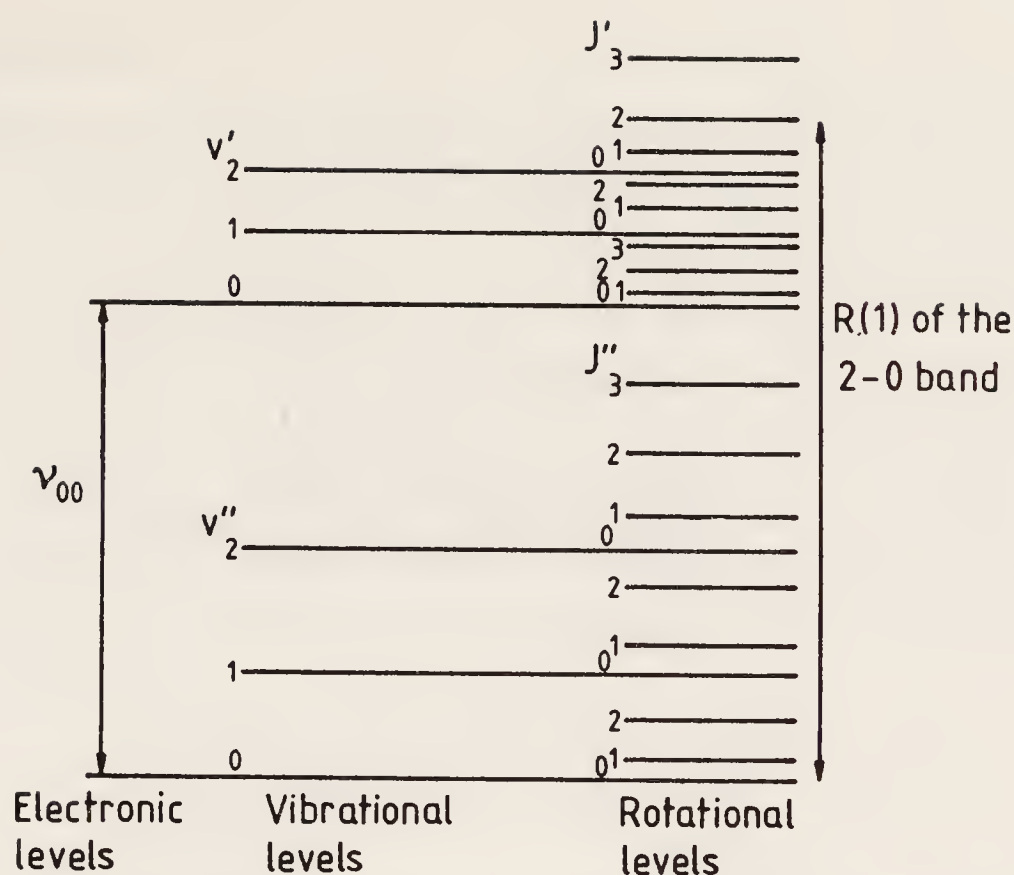 J'
3
2
v'
2
0 1
2
1
1
0
3
0
2
0 1
R(1) of the
2-0 band
J''
3
ν00
2
v''
2
1
0
2
1
0 1
2
0
0 1
Electronic
levels
Vibrational
levels
Rotational
levels